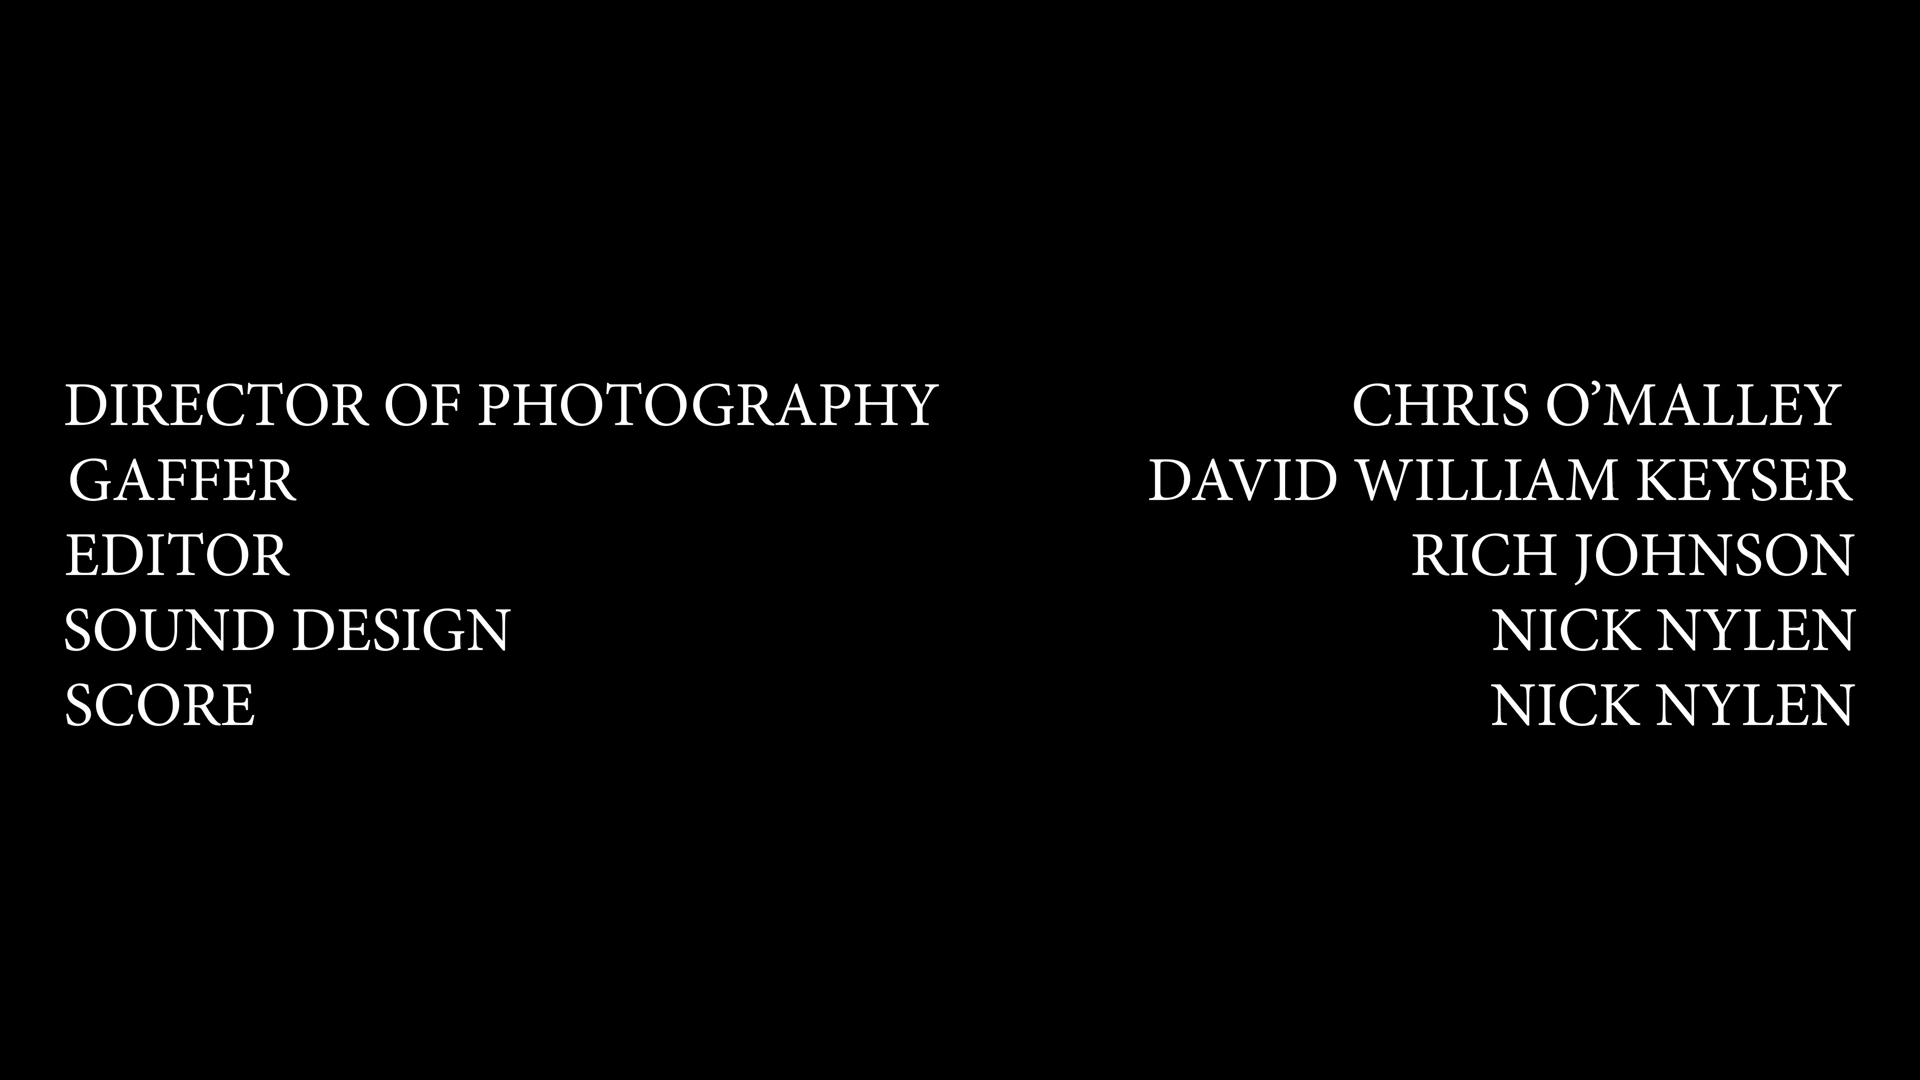 DIRECTOR OF PHOTOGRAPHY CHRIS O’MALLEY
GAFFER DAVID WILLIAM KEYSER
EDITOR RICH JOHNSON
SOUND DESIGN NICK NYLEN
SCORE NICK NYLEN